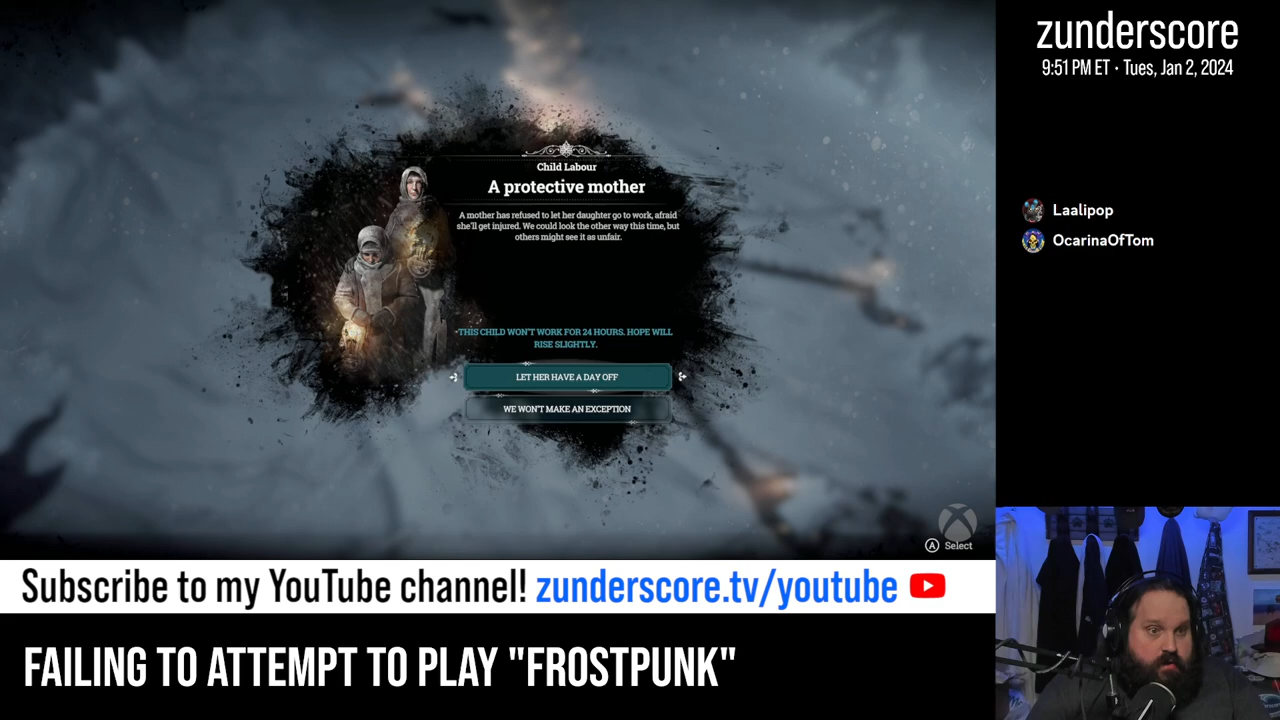 zunderscore
9:51 PM ET · Tues, Jan 2, 2024
Child Labour
A protective mother
A mother has refused to let her daughter go to work, afraid
she'll get injured. We could look the other way this time, but
others might see it as unfair.
THIS CHILD WON'T WORK FOR 24 HOURS. HOPE WILL
RISE SLIGHTLY.
LET HER HAVE A DAY OFF
WE WON'T MAKE AN EXCEPTION
A Select
Laalipop
OcarinaOfTom
Subscribe to my YouTube channel! zunderscore.tv/youtube
FAILING TO ATTEMPT TO PLAY "FROSTPUNK"